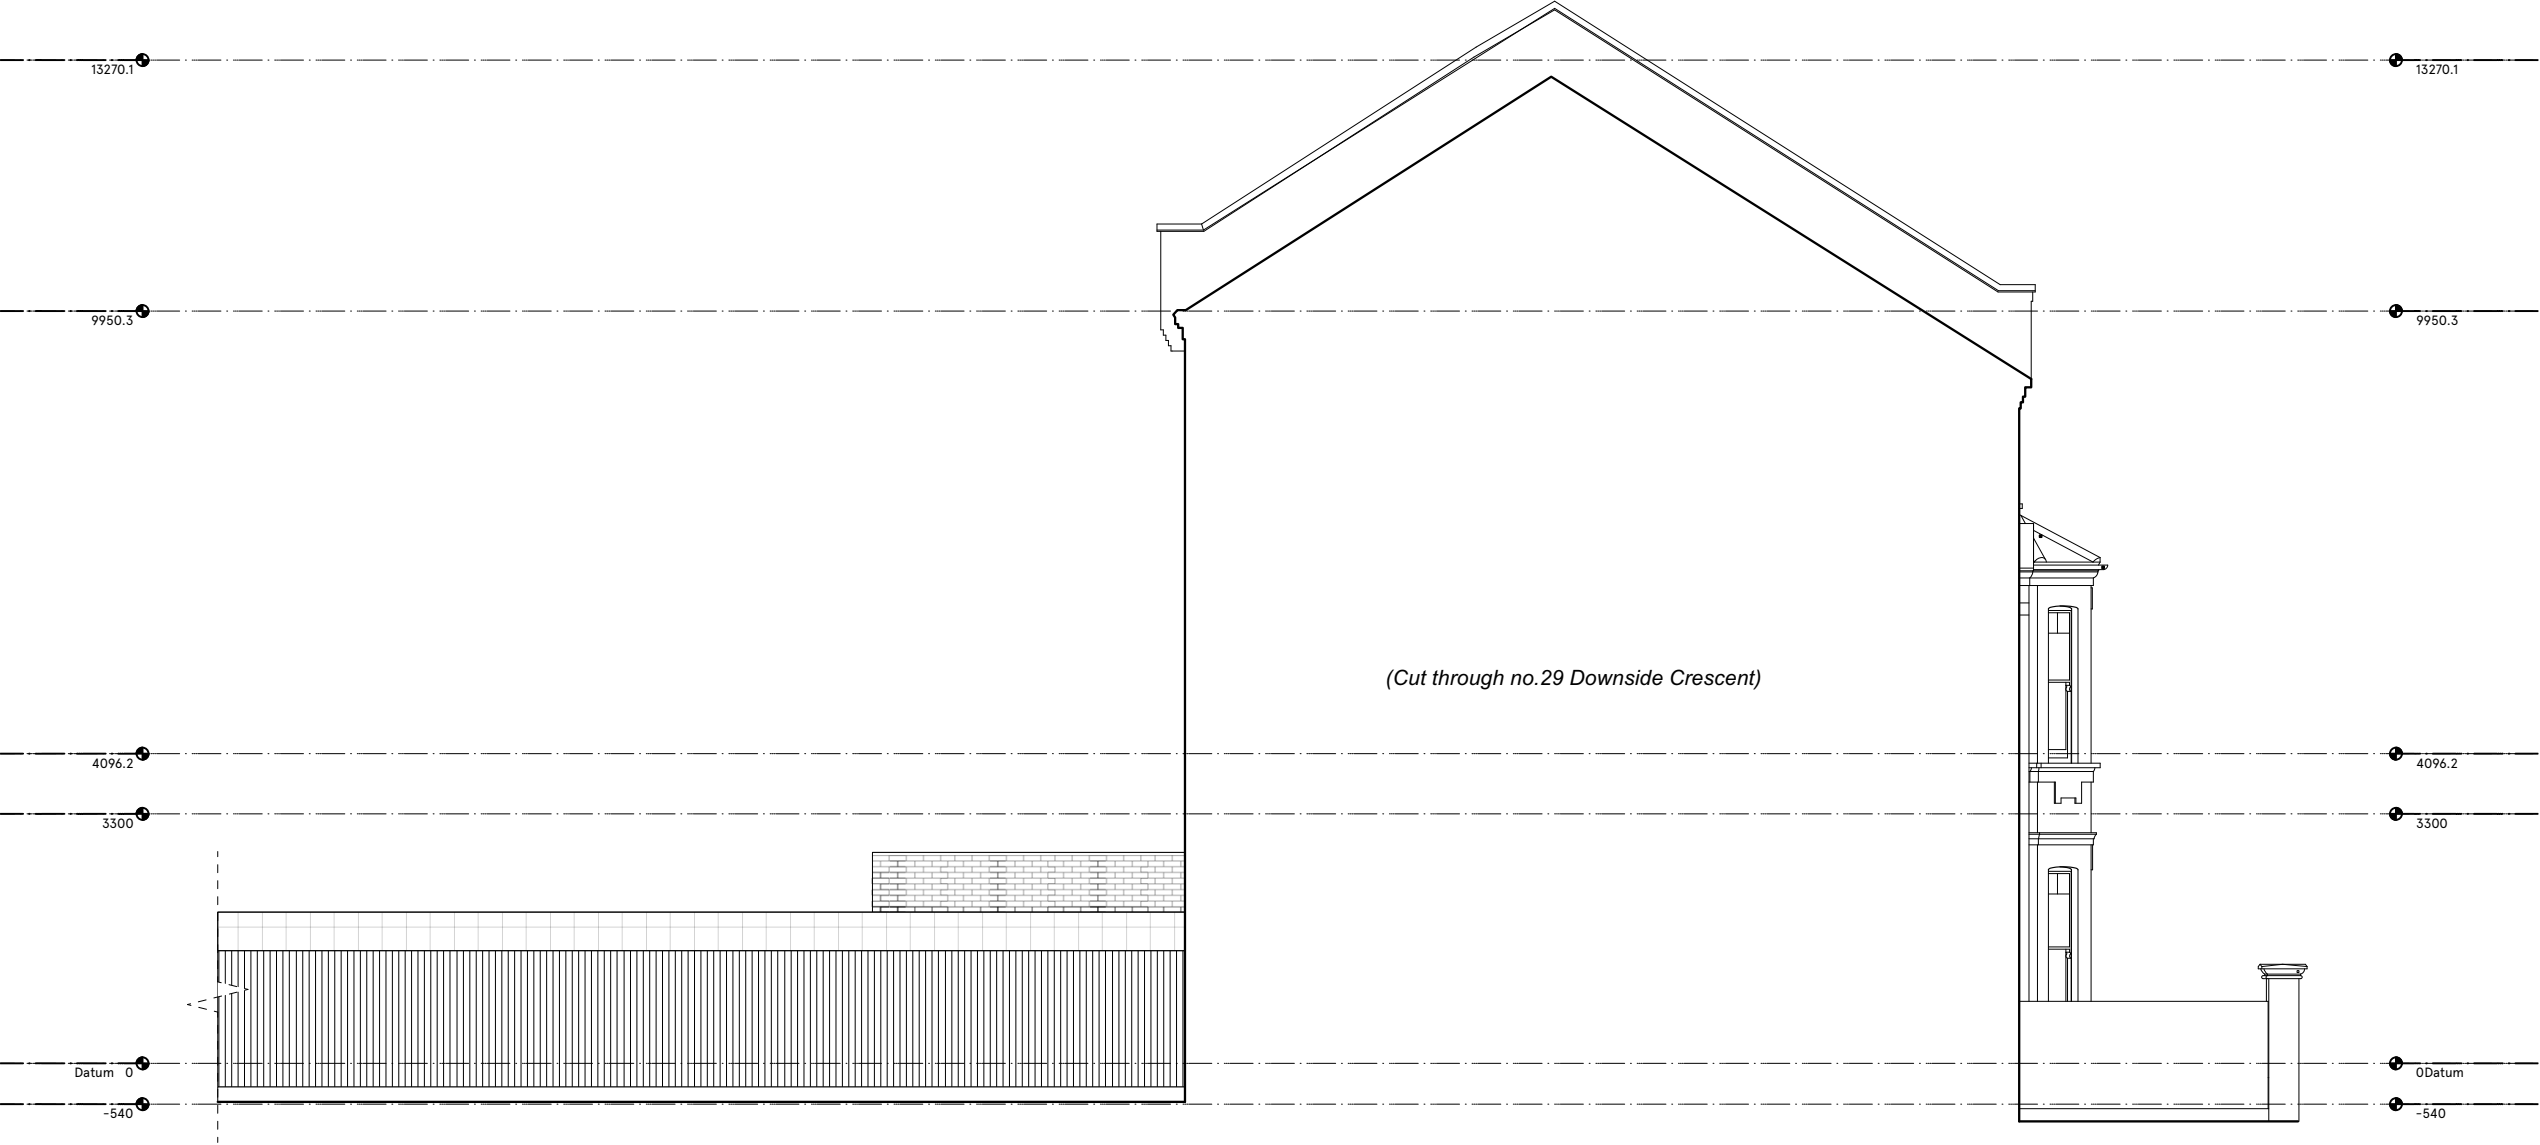 13270.1 13270.1
9950.3 9950.3
(Cut through no.29 Downside Crescent)
4096.2 4096.2
3300 3300
Datum 0 0Datum
-540 -540